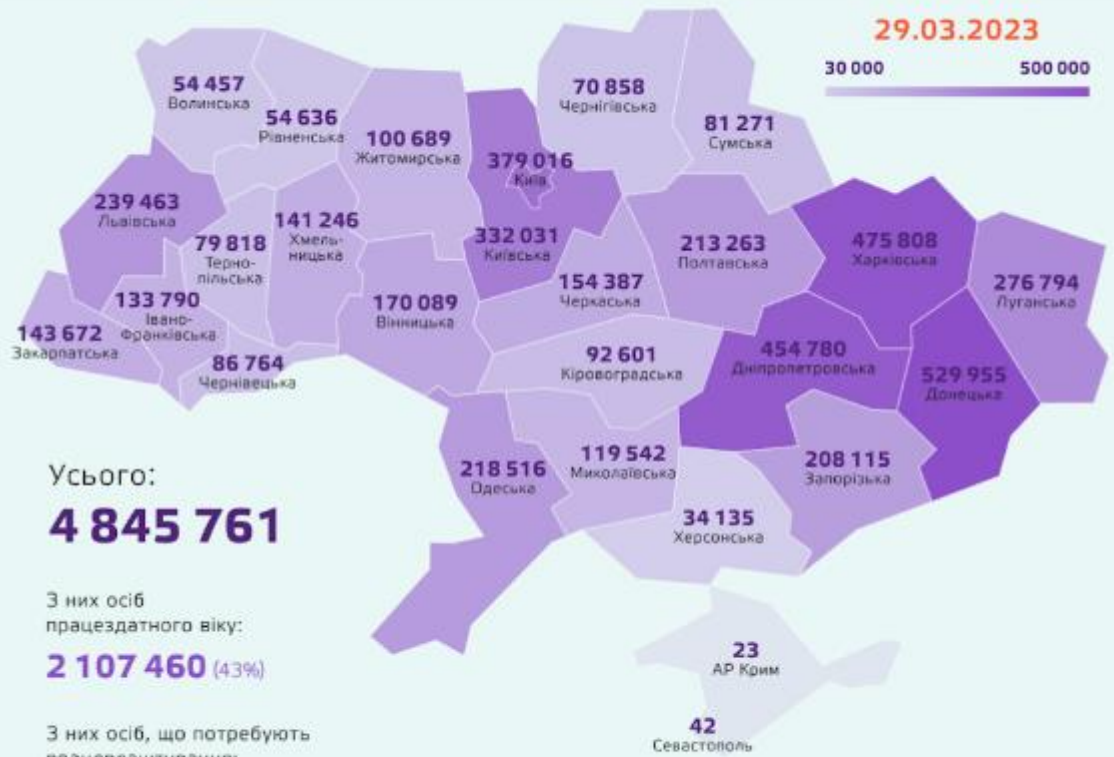 29.03.2023
30 000
500 000
54 457
Волинська
54 636
Рівненська
100 689
Житомирська
379 016
Київ
332 031
Київська
70 858
Чернігівська
81 271
Сумська
239 463
Львівська
79 818
Терно-
пільська
141 246
Хмель-
ницька
133 790
Івано-
Франківська
143 672
Закарпатська
86 764
Чернівецька
170 089
Вінницька
154 387
Черкаська
213 263
Полтавська
475 808
Харківська
276 794
Луганська
92 601
Кіровоградська
454 780
Дніпропетровська
529 955
Донецька
218 516
Одеська
119 542
Миколаївська
208 115
Запорізька
34 135
Херсонська
23
АР Крим
42
Севастополь
Усього:
4 845 761
З них осіб
працездатного віку:
2 107 460 (43%)
З них осіб, що потребують